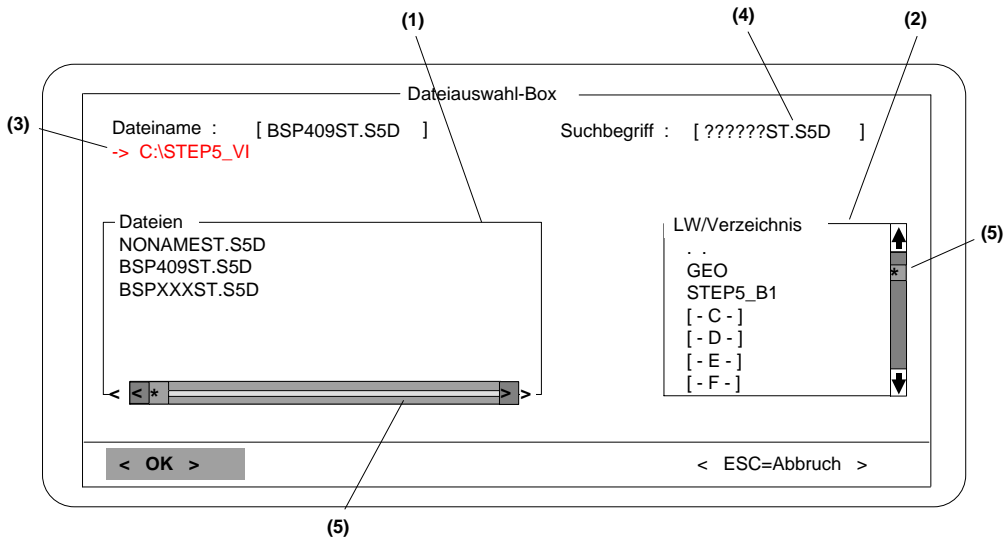 (1)
(4)
(2)
Dateiauswahl-Box
(3)
Dateiname : [ BSP409ST.S5D ]
Suchbegriff : [ ??????ST.S5D ]
-> C:\STEP5_VI
Dateien
NONAMEST.S5D
BSP409ST.S5D
BSPXXXST.S5D
< < * > >
LW/Verzeichnis
. .
GEO
STEP5_B1
[ - C - ]
[ - D - ]
[ - E - ]
[ - F - ]
*
(5)
< OK >
< ESC=Abbruch >
(5)